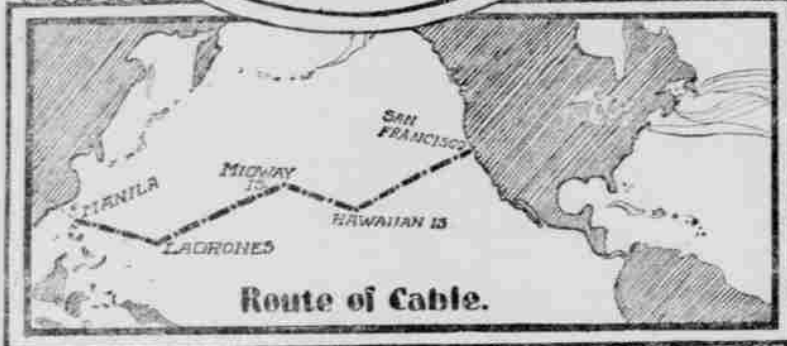 SAN
FRANCISCO
MIDWAY
IS
MANILA
HAWAIIAN IS
LADRONES
Route of Cable.